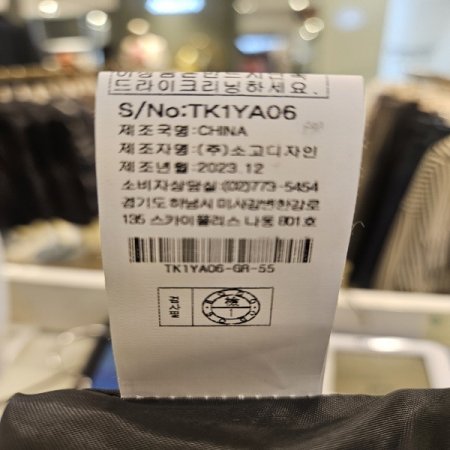 드라이크리닝하세요.
S/No:TK1YA06
제조국명:CHINA
제조자명:(주)소고디자인
제조년월:2023.12
소비자상담실:(02)773-5454
경기도 하남시 미사강변한강로
135 스카이폴리스 나동 801호
TK1YA06-GR-55